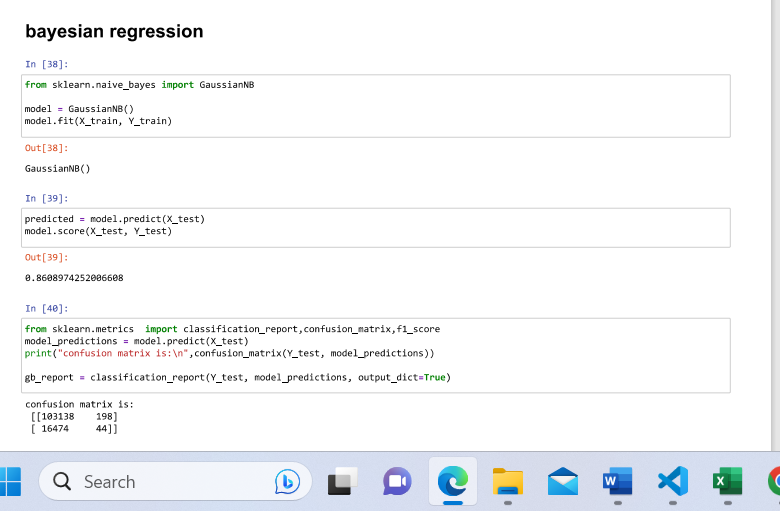 bayesian regression
In [38]:
from sklearn.naive_bayes import GaussianNB
model = GaussianNB()
model.fit(X_train, Y_train)
Out[38]:
GaussianNB()
In [39]:
predicted = model.predict(X_test)
model.score(X_test, Y_test)
Out[39]:
0.8608974252006608
In [40]:
from sklearn.metrics  import classification_report,confusion_matrix,f1_score
model_predictions = model.predict(X_test)
print("confusion matrix is:\n",confusion_matrix(Y_test, model_predictions))
gb_report = classification_report(Y_test, model_predictions, output_dict=True)
confusion matrix is:
[[103138    198]
[ 16474     44]]
Search
b
W
X